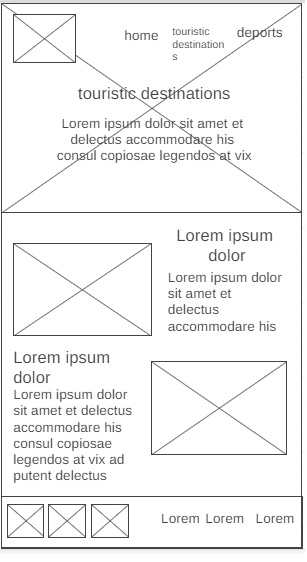 home
touristic
destination
s
deports
touristic destinations
Lorem ipsum dolor sit amet et
delectus accommodare his
consul copiosae legendos at vix
Lorem ipsum
dolor
Lorem ipsum dolor
sit amet et
delectus
accommodare his
Lorem ipsum
dolor
Lorem ipsum dolor
sit amet et delectus
accommodare his
consul copiosae
legendos at vix ad
putent delectus
Lorem Lorem Lorem